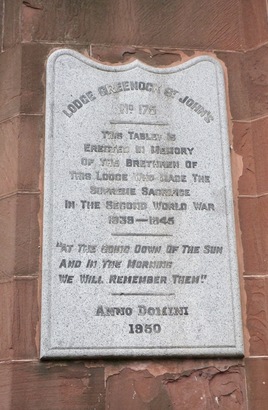 LODGE GREENOCK ST JOHN'S
No 175
THIS TABLET IS
ERECTED IN MEMORY
OF THE BRETHREN OF
THIS LODGE WHO MADE THE
SUPREME SACRIFICE
IN THE SECOND WORLD WAR
1939-1945
"AT THE GOING DOWN OF THE SUN
AND IN THE MORNING
WE WILL REMEMBER THEM"
ANNO DOMINI
1950